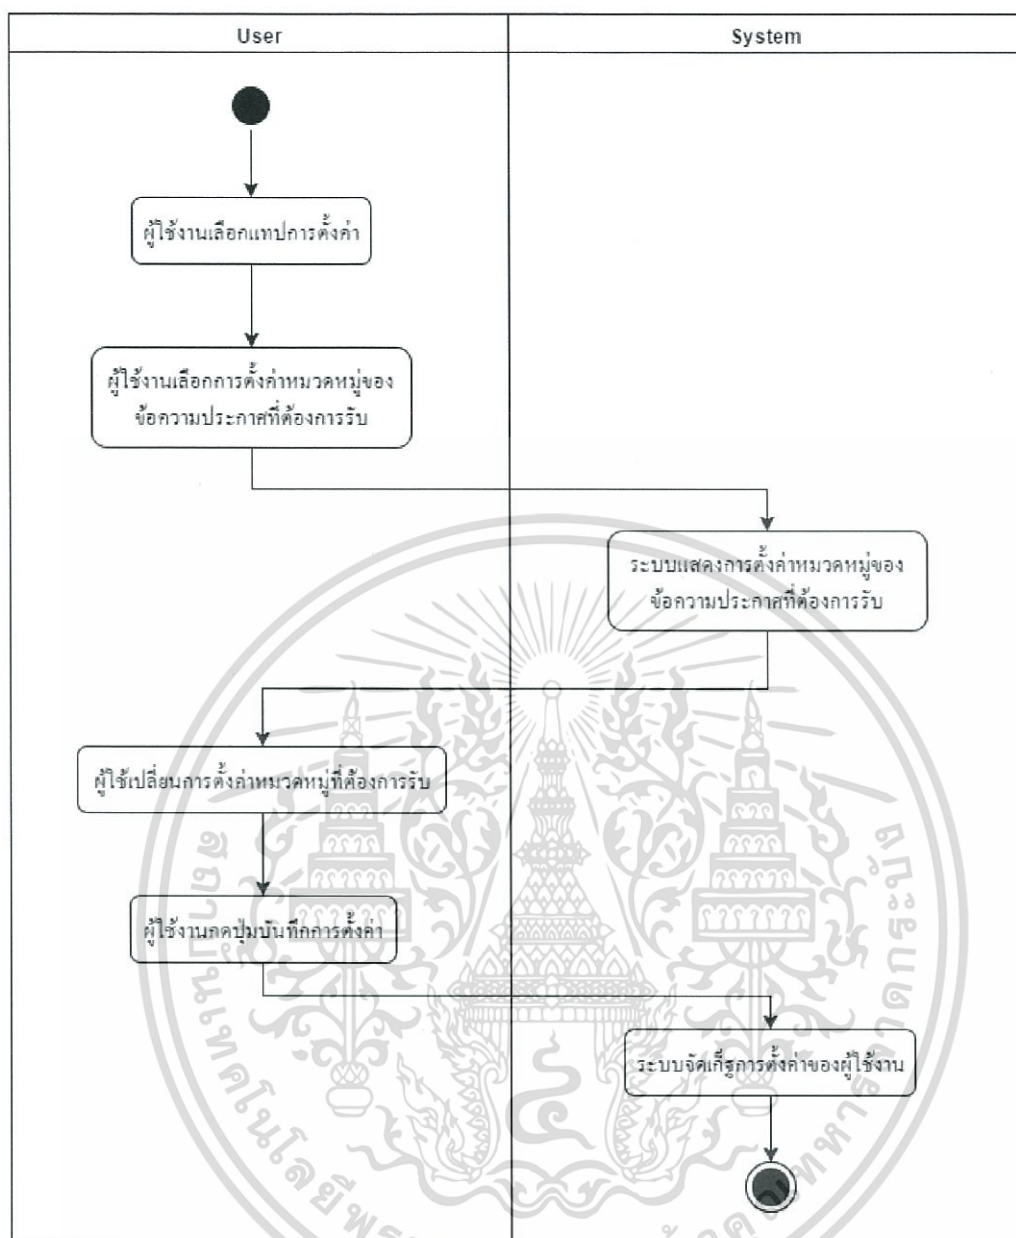 User
System
ผู้ใช้งานเลือกแทปการตั้งค่า
ผู้ใช้งานเลือกการตั้งค่าหมวดหมู่ของ
ข้อความประกาศที่ต้องการรับ
ระบบแสดงการตั้งค่าหมวดหมู่ของ
ข้อความประกาศที่ต้องการรับ
ผู้ใช้เปลี่ยนการตั้งค่าหมวดหมู่ที่ต้องการรับ
ผู้ใช้งานกดปุ่มบันทึกการตั้งค่า
ระบบจัดเก็ฐการตั้งค่าของผู้ใช้งาน